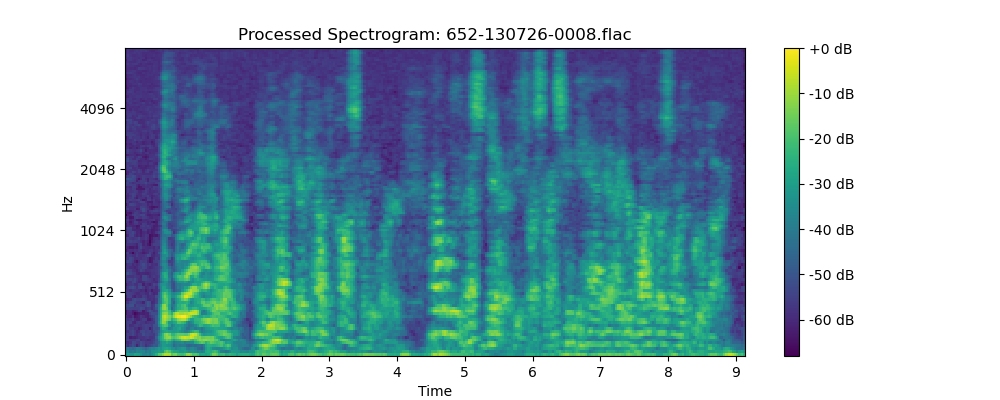 Processed Spectrogram: 652-130726-0008.flac
+0 dB
-10 dB
-20 dB
-30 dB
-40 dB
-50 dB
-60 dB
4096
2048
1024
512
0
Hz
0 1 2 3 4 5 6 7 8 9
Time